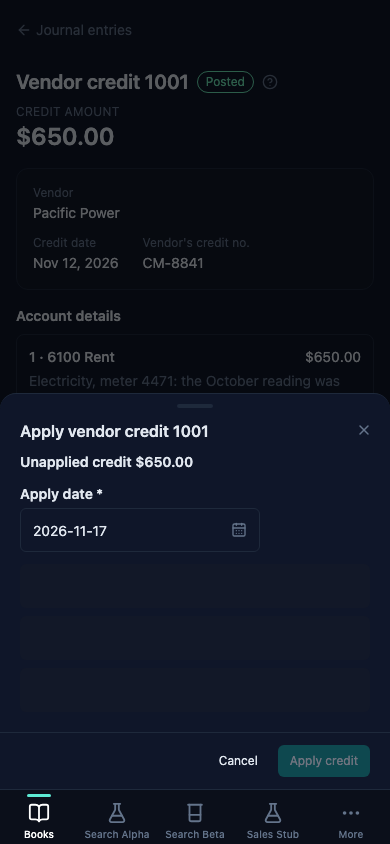 Journal entries
Vendor credit 1001 Posted
CREDIT AMOUNT
$650.00
Vendor
Pacific Power
Credit date Vendor's credit no.
Nov 12, 2026 CM-8841
Account details
1 · 6100 Rent $650.00
Electricity, meter 4471: the October reading was
Apply vendor credit 1001
Unapplied credit $650.00
Apply date *
2026-11-17
Cancel Apply credit
Books Search Alpha Search Beta Sales Stub More